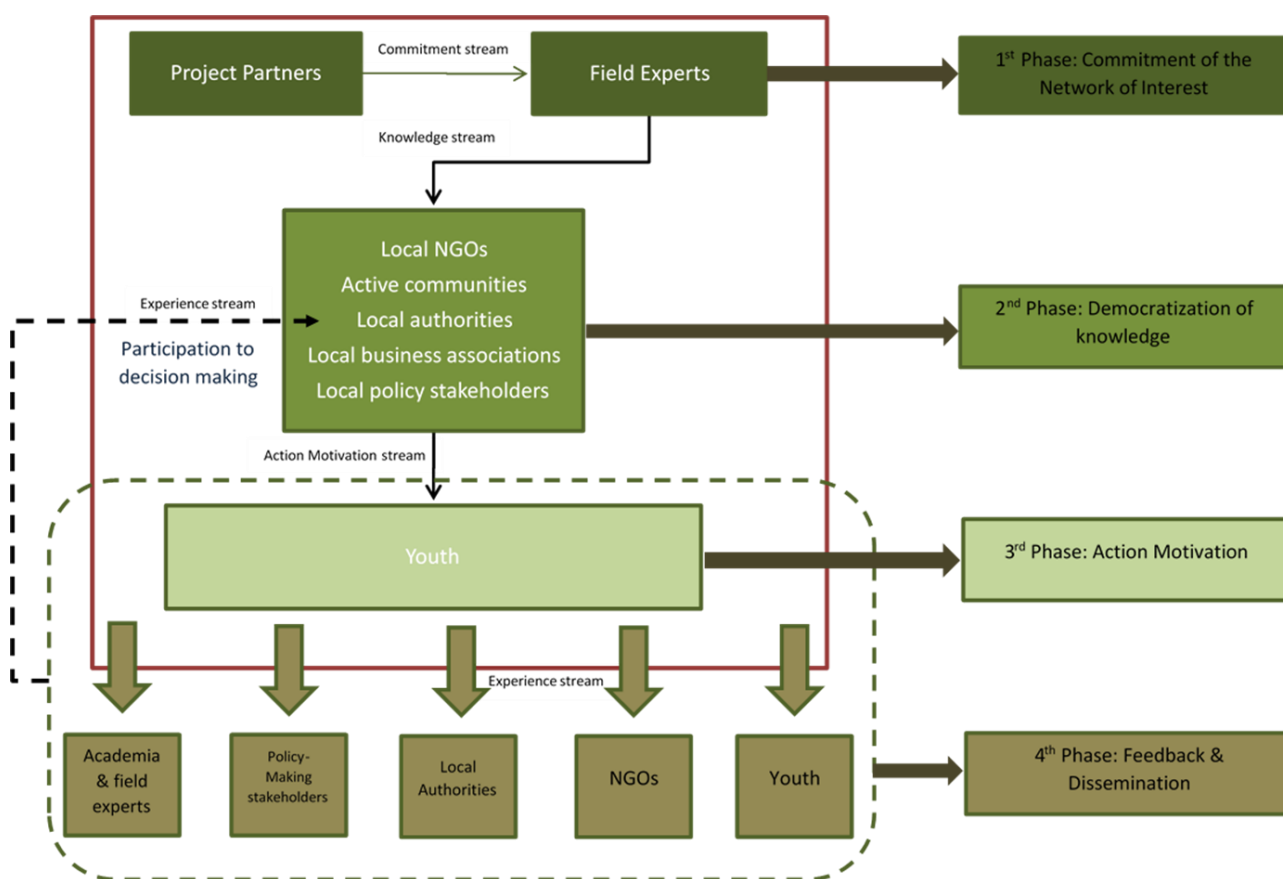 Project Partners
Commitment stream
Field Experts
1st Phase: Commitment of the
Network of Interest
Knowledge stream
Local NGOs
Active communities
Local authorities
Local business associations
Local policy stakeholders
Experience stream
Participation to
decision making
2nd Phase: Democratization of
knowledge
Action Motivation stream
Youth
3rd Phase: Action Motivation
Experience stream
Academia
& field
experts
Policy-
Making
stakeholders
Local
Authorities
NGOs
Youth
4th Phase: Feedback &
Dissemination